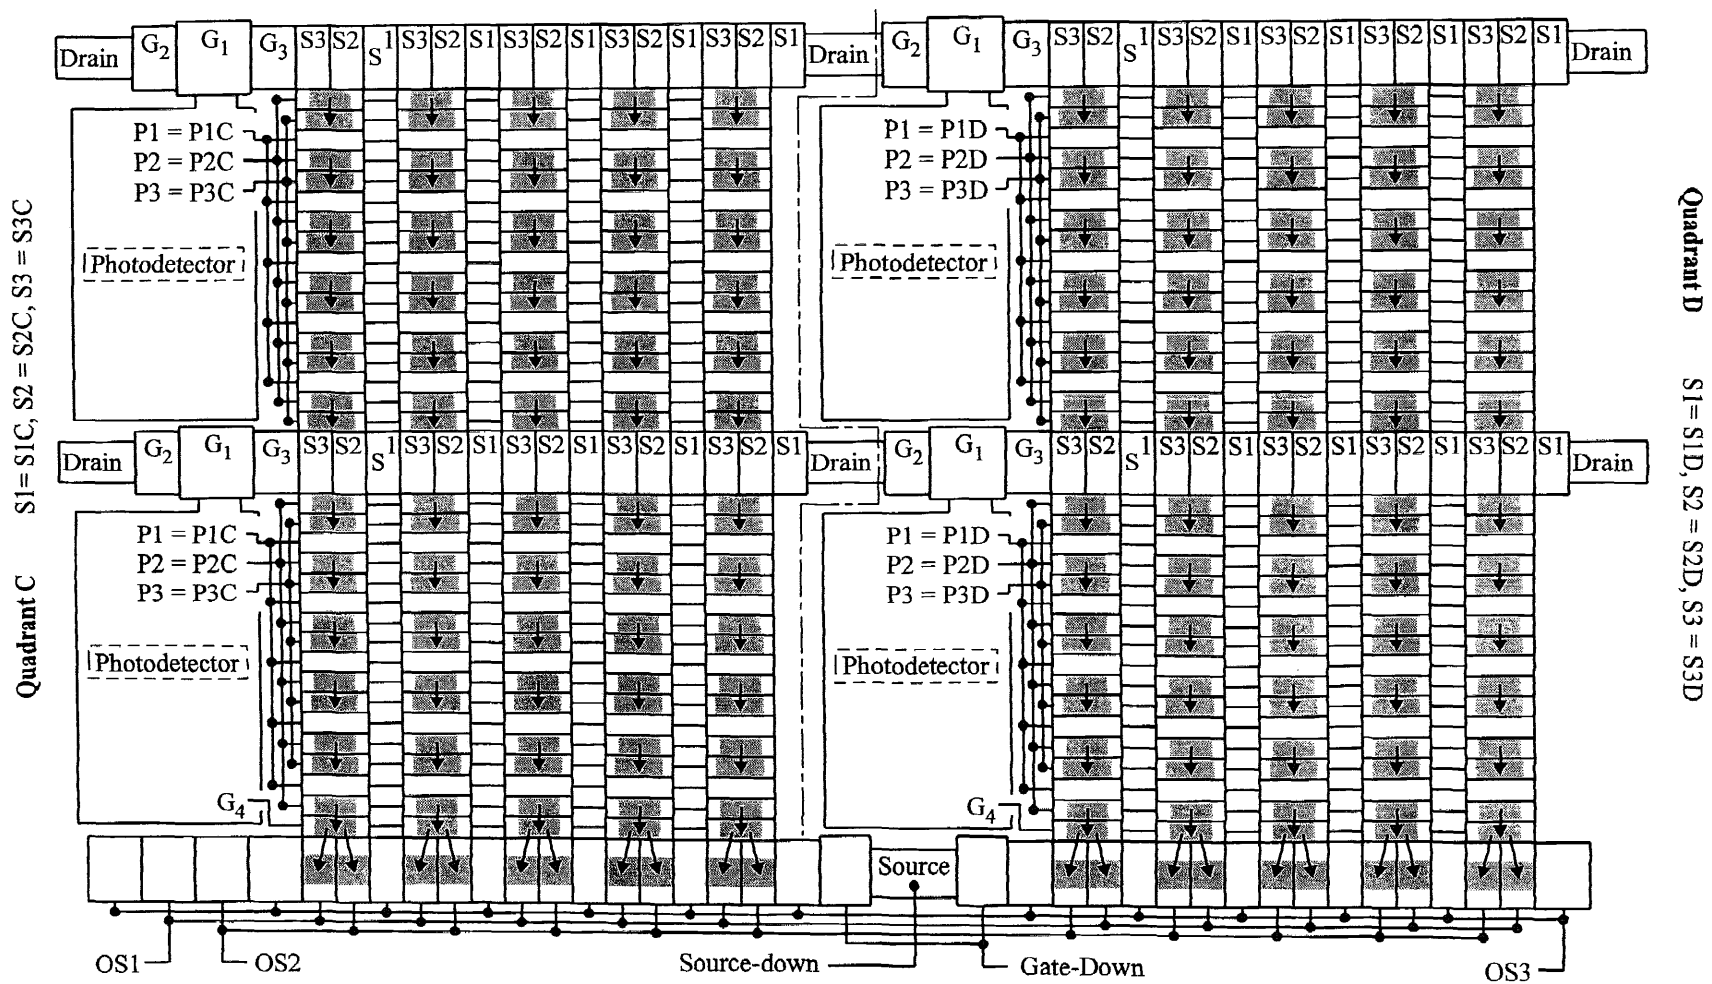 Drain G2 G1 G3 S3 S2 S1 S3 S2 S1 S3 S2 S1 S3 S2 S1 S3 S2 S1 Drain G2 G1 G3 S3 S2 S1 S3 S2 S1 S3 S2 S1 S3 S2 S1 S3 S2 S1 Drain
P1 = P1C
P2 = P2C
P3 = P3C
Photodetector
P1 = P1D
P2 = P2D
P3 = P3D
Photodetector
Drain G2 G1 G3 S3 S2 S1 S3 S2 S1 S3 S2 S1 S3 S2 S1 S3 S2 S1 Drain G2 G1 G3 S3 S2 S1 S3 S2 S1 S3 S2 S1 S3 S2 S1 S3 S2 S1 Drain
P1 = P1C
P2 = P2C
P3 = P3C
Photodetector
G4
P1 = P1D
P2 = P2D
P3 = P3D
Photodetector
G4
Source
OS1
OS2
Source-down
Gate-Down
OS3
Quadrant C S1= S1C, S2 = S2C, S3 = S3C
Quadrant D S1= S1D, S2 = S2D, S3 = S3D